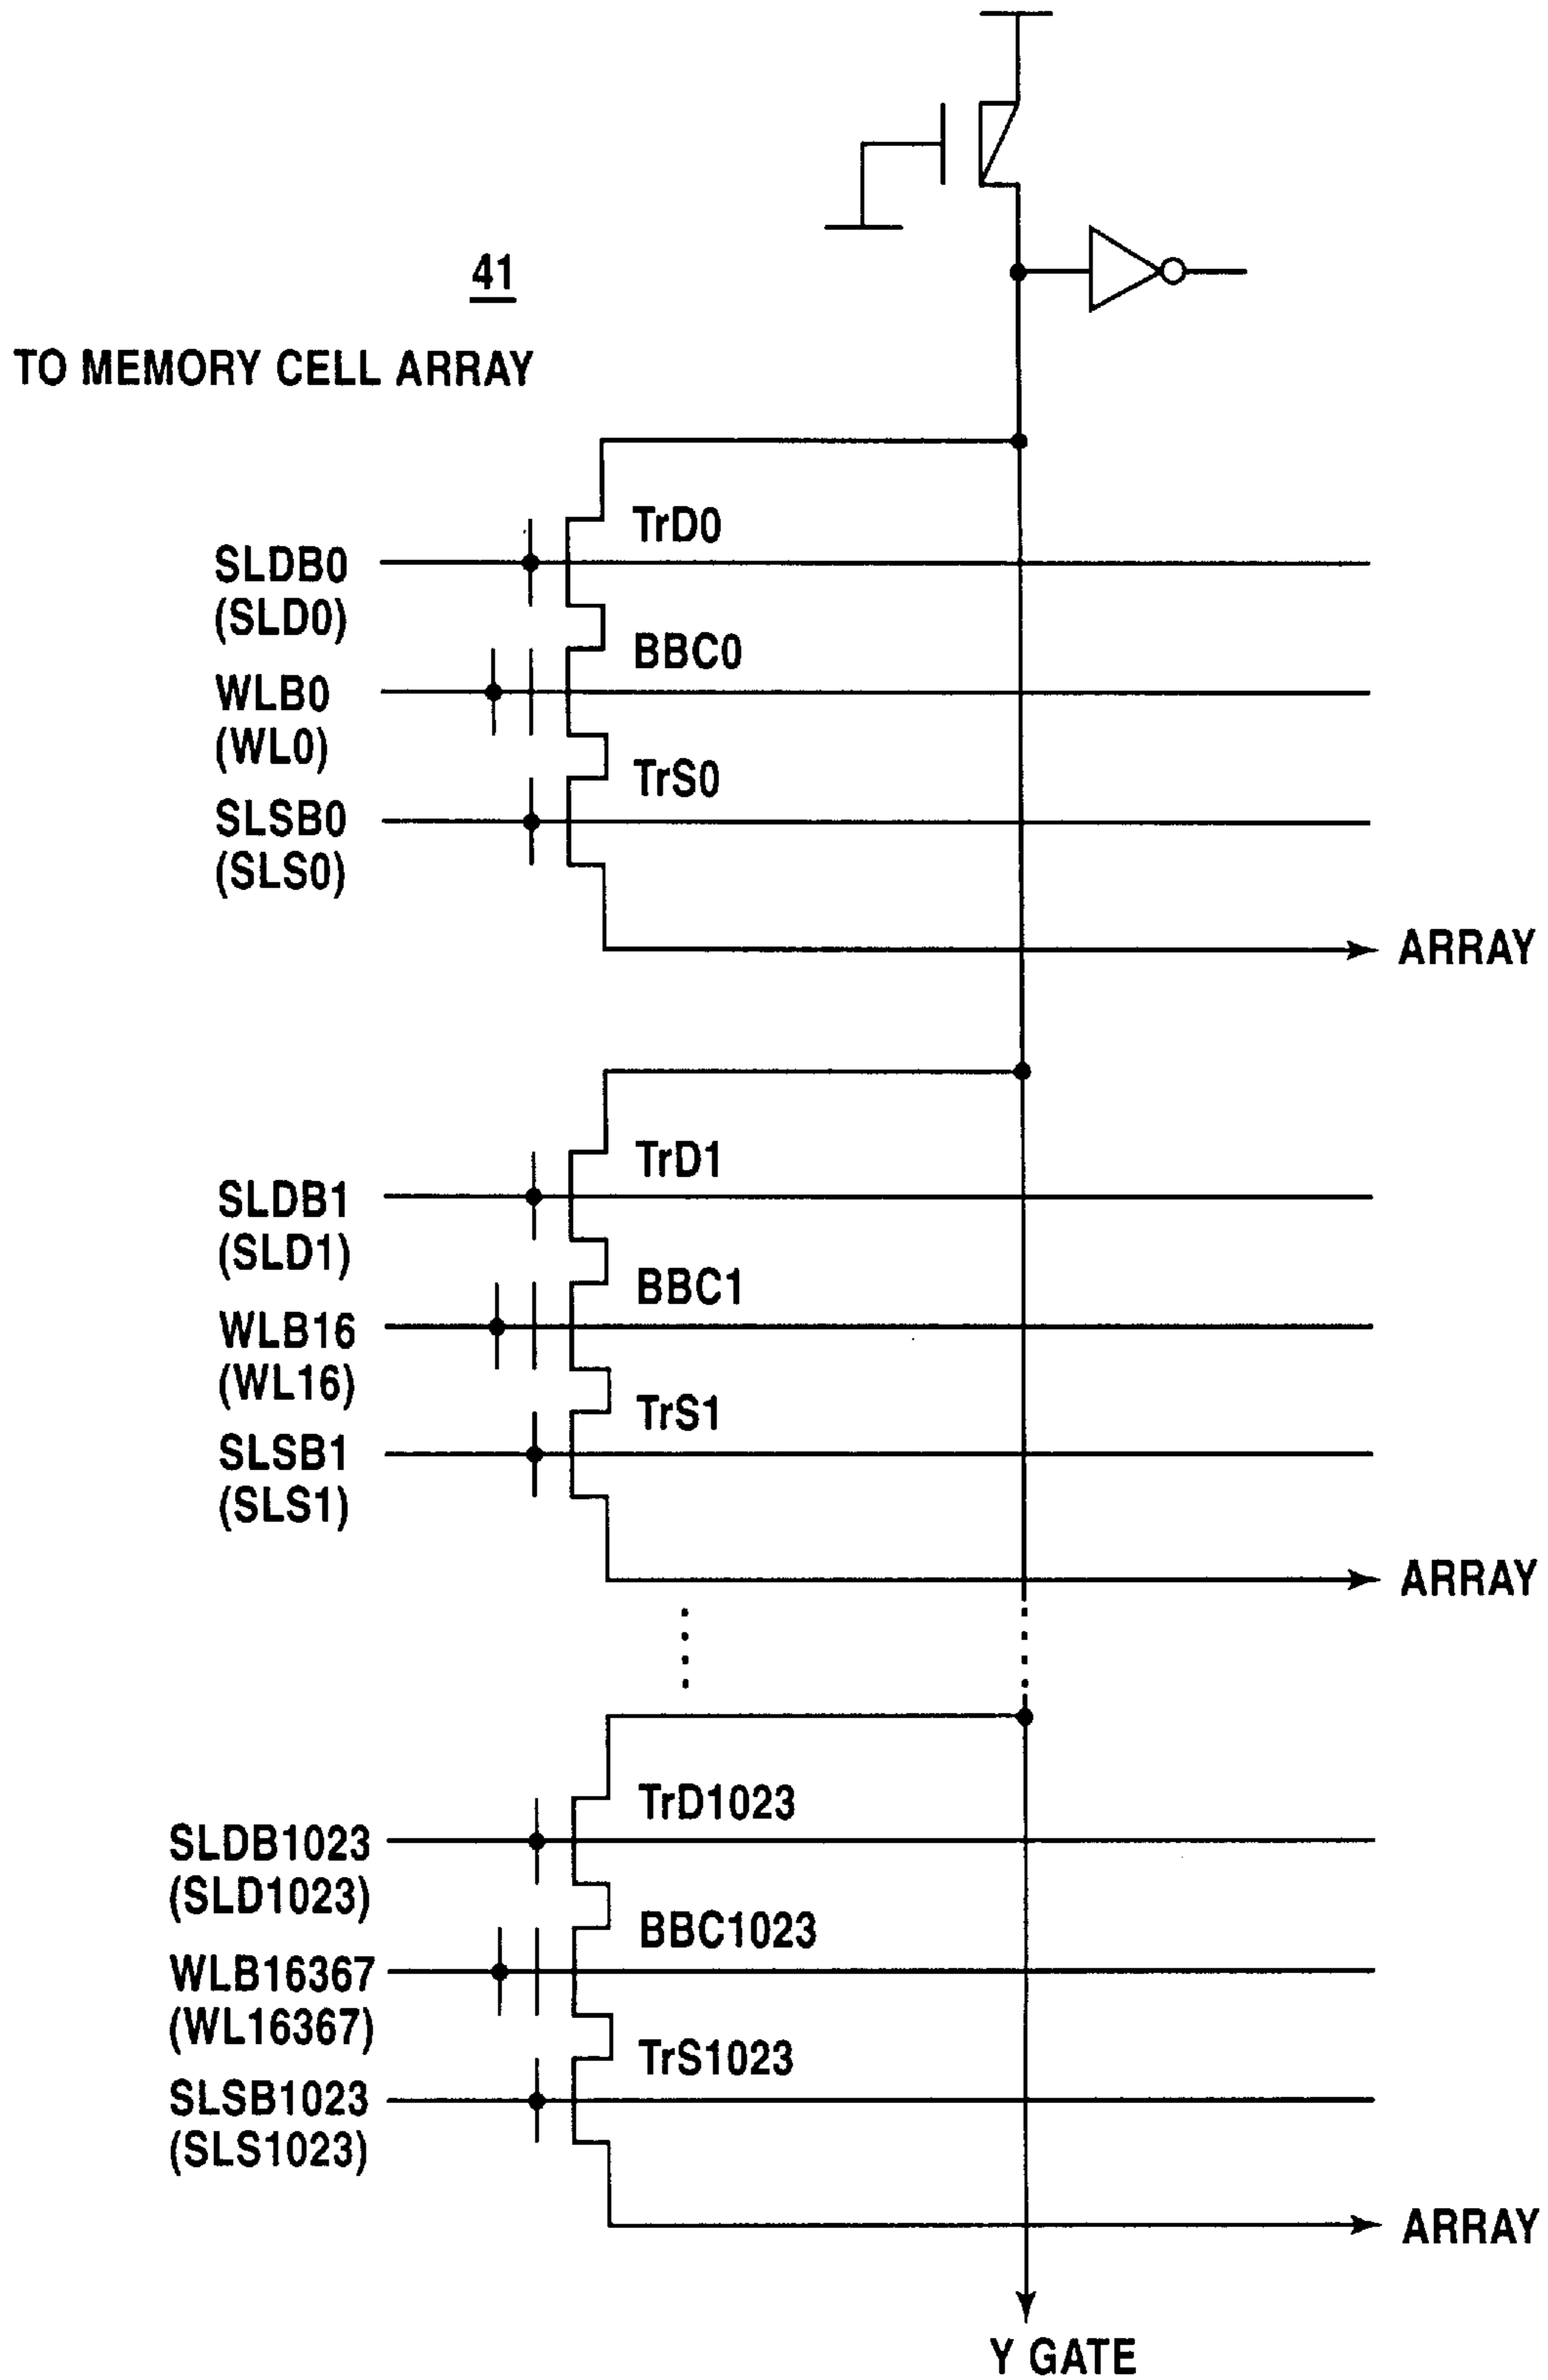 41
TO MEMORY CELL ARRAY
TrD0
SLDB0
(SLD0)
BBC0
WLB0
(WL0)
TrS0
SLSB0
(SLS0)
ARRAY
TrD1
SLDB1
(SLD1)
BBC1
WLB16
(WL16)
TrS1
SLSB1
(SLS1)
ARRAY
TrD1023
SLDB1023
(SLD1023)
BBC1023
WLB16367
(WL16367)
TrS1023
SLSB1023
(SLS1023)
ARRAY
Y GATE